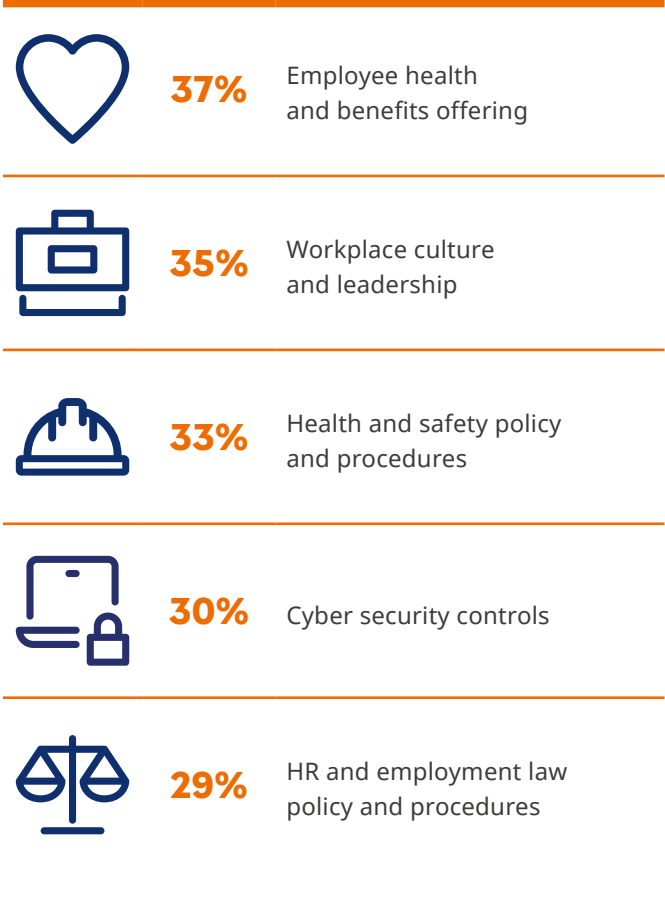 37%
Employee health
and benefits offering
35%
Workplace culture
and leadership
33%
Health and safety policy
and procedures
30%
Cyber security controls
29%
HR and employment law
policy and procedures